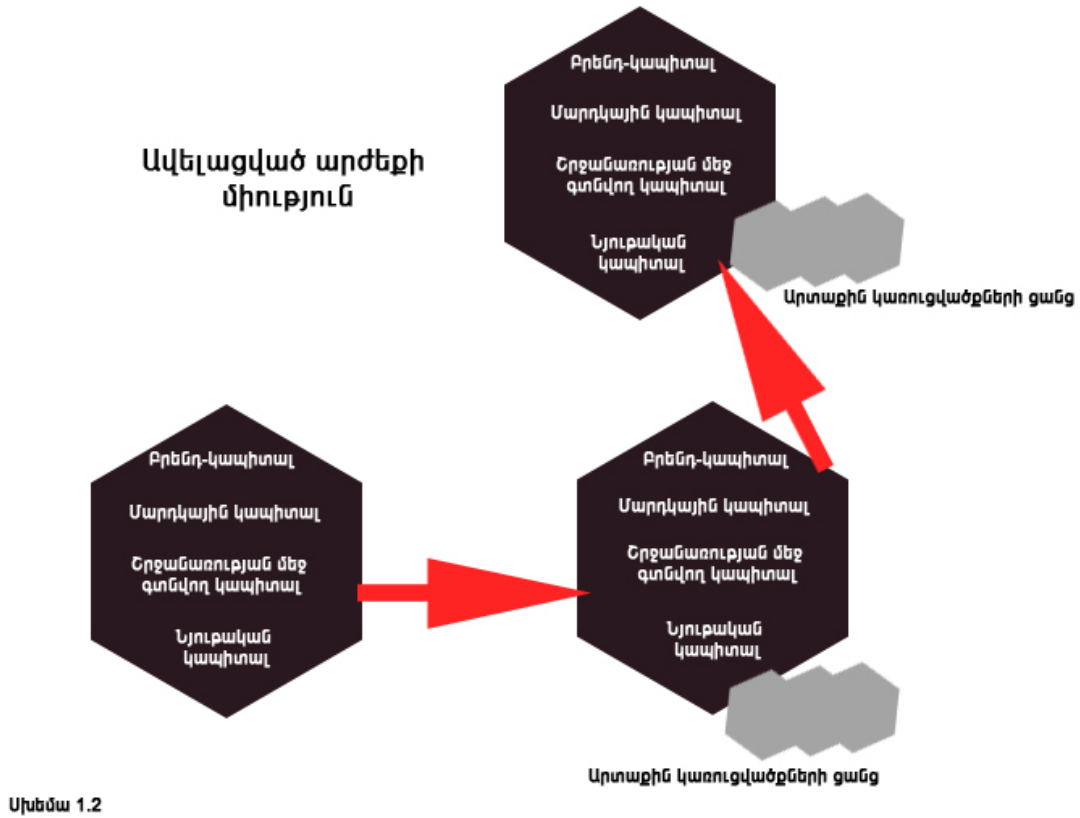 Բրենդ-կապիտալ
Մարդկային կապիտալ
Շրջանառության մեջ
գտնվող կապիտալ
Նյութական
կապիտալ
Ավելացված արժեքի
միություն
Արտաքին կառուցվածքների ցանց
Բրենդ-կապիտալ
Մարդկային կապիտալ
Շրջանառության մեջ
գտնվող կապիտալ
Նյութական
կապիտալ
Բրենդ-կապիտալ
Մարդկային կապիտալ
Շրջանառության մեջ
գտնվող կապիտալ
Նյութական
կապիտալ
Արտաքին կառուցվածքների ցանց
Սխեմա 1.2